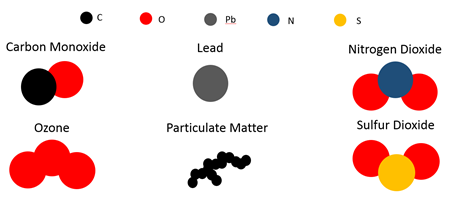 C O Pb N S
Carbon Monoxide Lead Nitrogen Dioxide
Ozone Particulate Matter Sulfur Dioxide